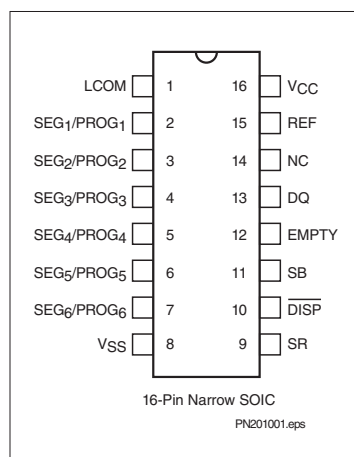 LCOM 1 16 VCC
SEG1/PROG1 2 15 REF
SEG2/PROG2 3 14 NC
SEG3/PROG3 4 13 DQ
SEG4/PROG4 5 12 EMPTY
SEG5/PROG5 6 11 SB
SEG6/PROG6 7 10 DISP
VSS 8 9 SR
16-Pin Narrow SOIC
PN201001.eps